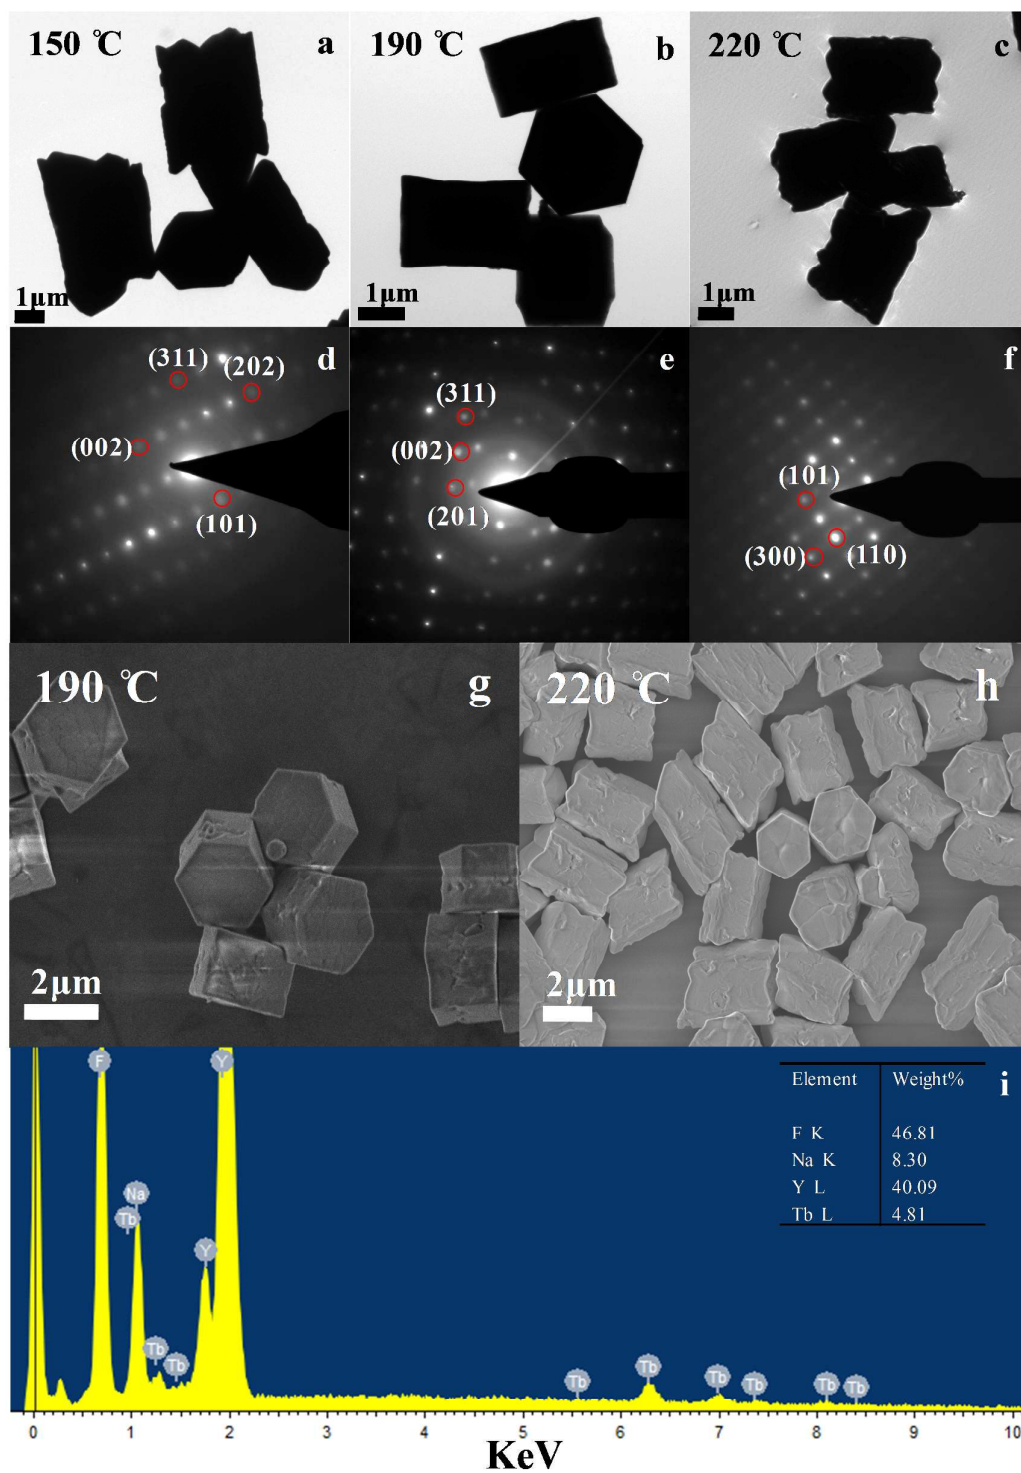 150 ℃ a
190 ℃ b
220 ℃ c
1μm
1μm
1μm
d
(311)
(202)
(002)
(101)
e
(311)
(002)
(201)
f
(101)
(300)
(110)
190 ℃ g
2μm
220 ℃ h
2μm
i
Element Weight%
F K 46.81
Na K 8.30
Y L 40.09
Tb L 4.81
F
Y
Na
Tb
Y
Tb
Tb
Tb
Tb
Tb
Tb
Tb
Tb
0 1 2 3 4 5 6 7 8 9 10
KeV